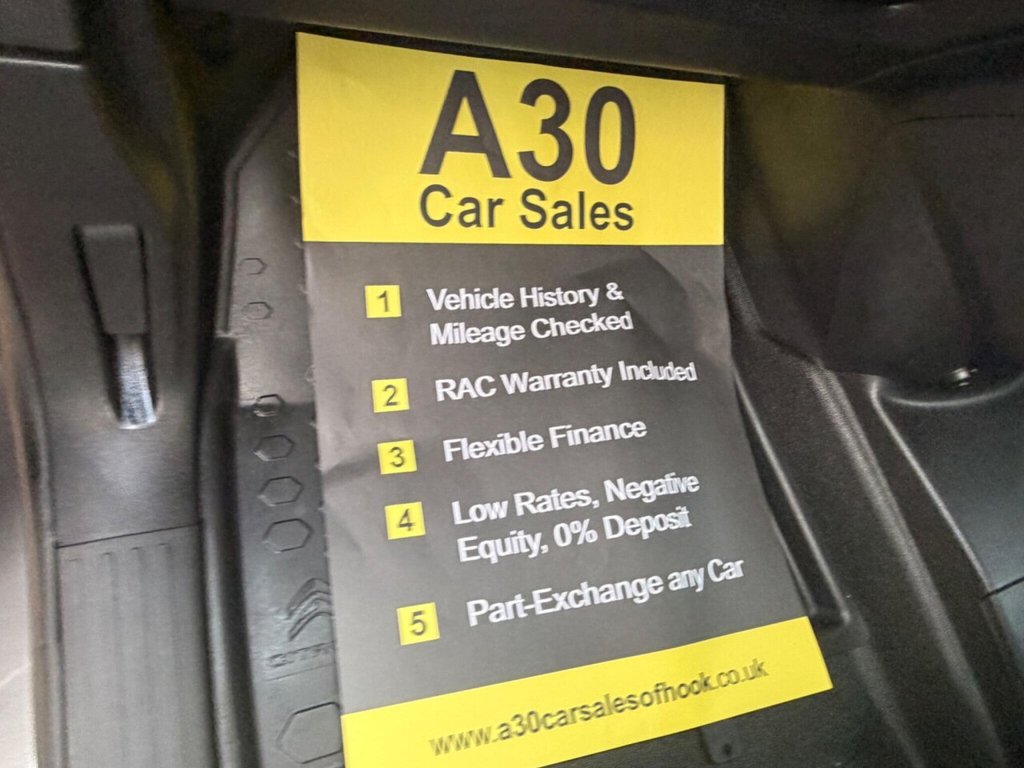 A30
Car Sales
1 Vehicle History &
Mileage Checked
2 RAC Warranty Included
3 Flexible Finance
4 Low Rates, Negative
Equity, 0% Deposit
5 Part-Exchange any Car
www.a30carsalesofhook.co.uk